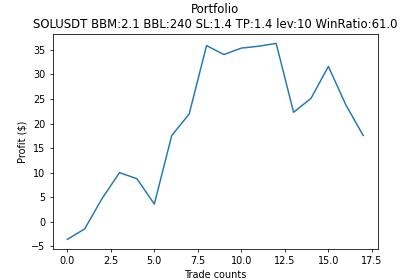 Portfolio
SOLUSDT BBM:2.1 BBL:240 SL:1.4 TP:1.4 lev:10 WinRatio:61.0
Profit ($)
35
30
25
20
15
10
5
0
−5
0.0 2.5 5.0 7.5 10.0 12.5 15.0 17.5
Trade counts